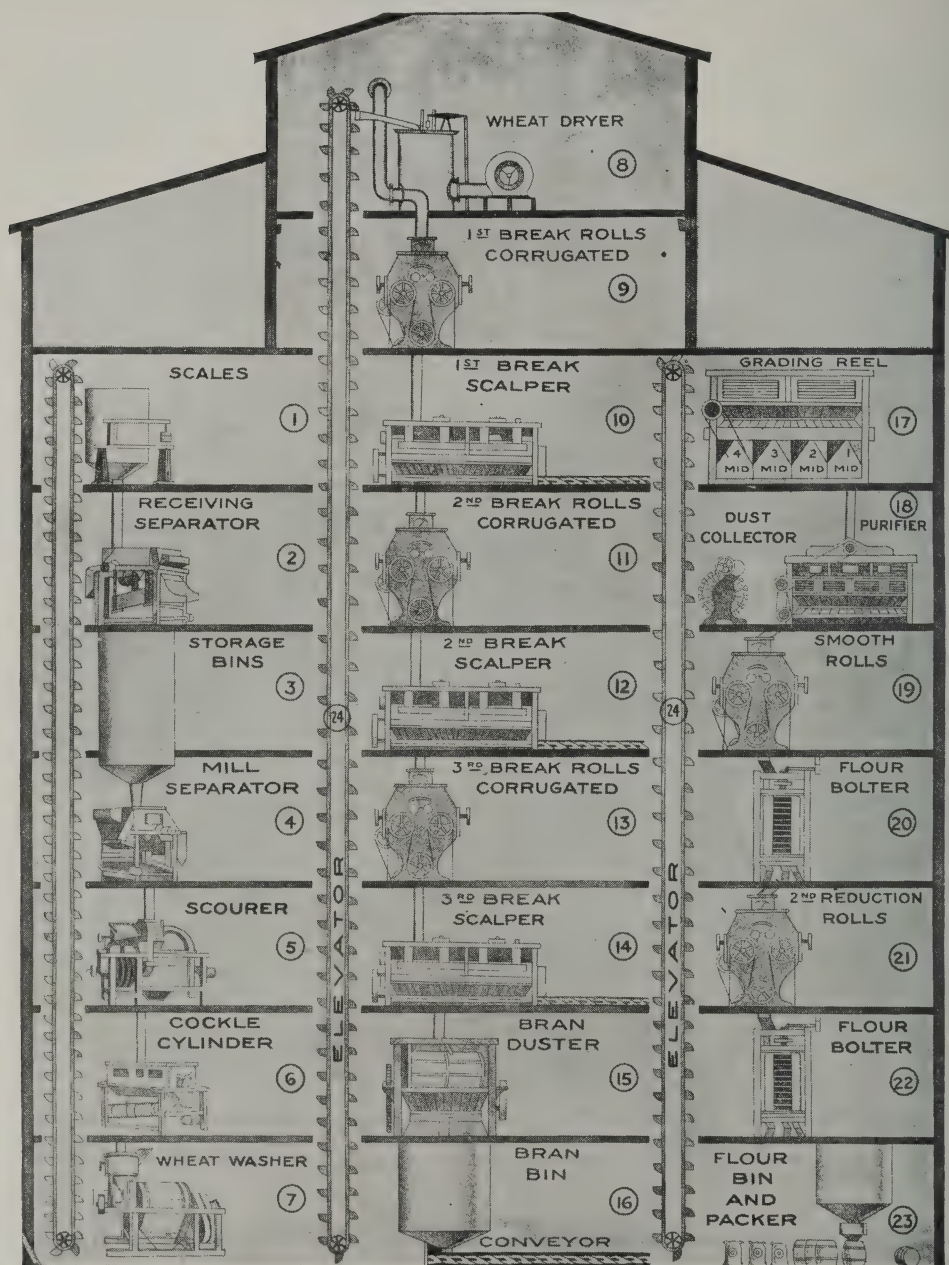 WHEAT DRYER
8
1ST BREAK ROLLS
CORRUGATED
9
SCALES
1
RECEIVING
SEPARATOR
2
STORAGE
BINS
3
MILL
SEPARATOR
4
SCOURER
5
COCKLE
CYLINDER
6
WHEAT WASHER
7
24
ELEVATOR
1ST BREAK
SCALPER
10
2ND BREAK ROLLS
CORRUGATED
11
2ND BREAK
SCALPER
12
3RD BREAK ROLLS
CORRUGATED
13
3RD BREAK
SCALPER
14
BRAN
DUSTER
15
BRAN
BIN
16
CONVEYOR
24
ELEVATOR
GRADING REEL
17
4 3 2 1
MID MID MID MID
18
DUST
COLLECTOR
PURIFIER
SMOOTH
ROLLS
19
FLOUR
BOLTER
20
2ND REDUCTION
ROLLS
21
FLOUR
BOLTER
22
FLOUR
BIN
AND
PACKER
23